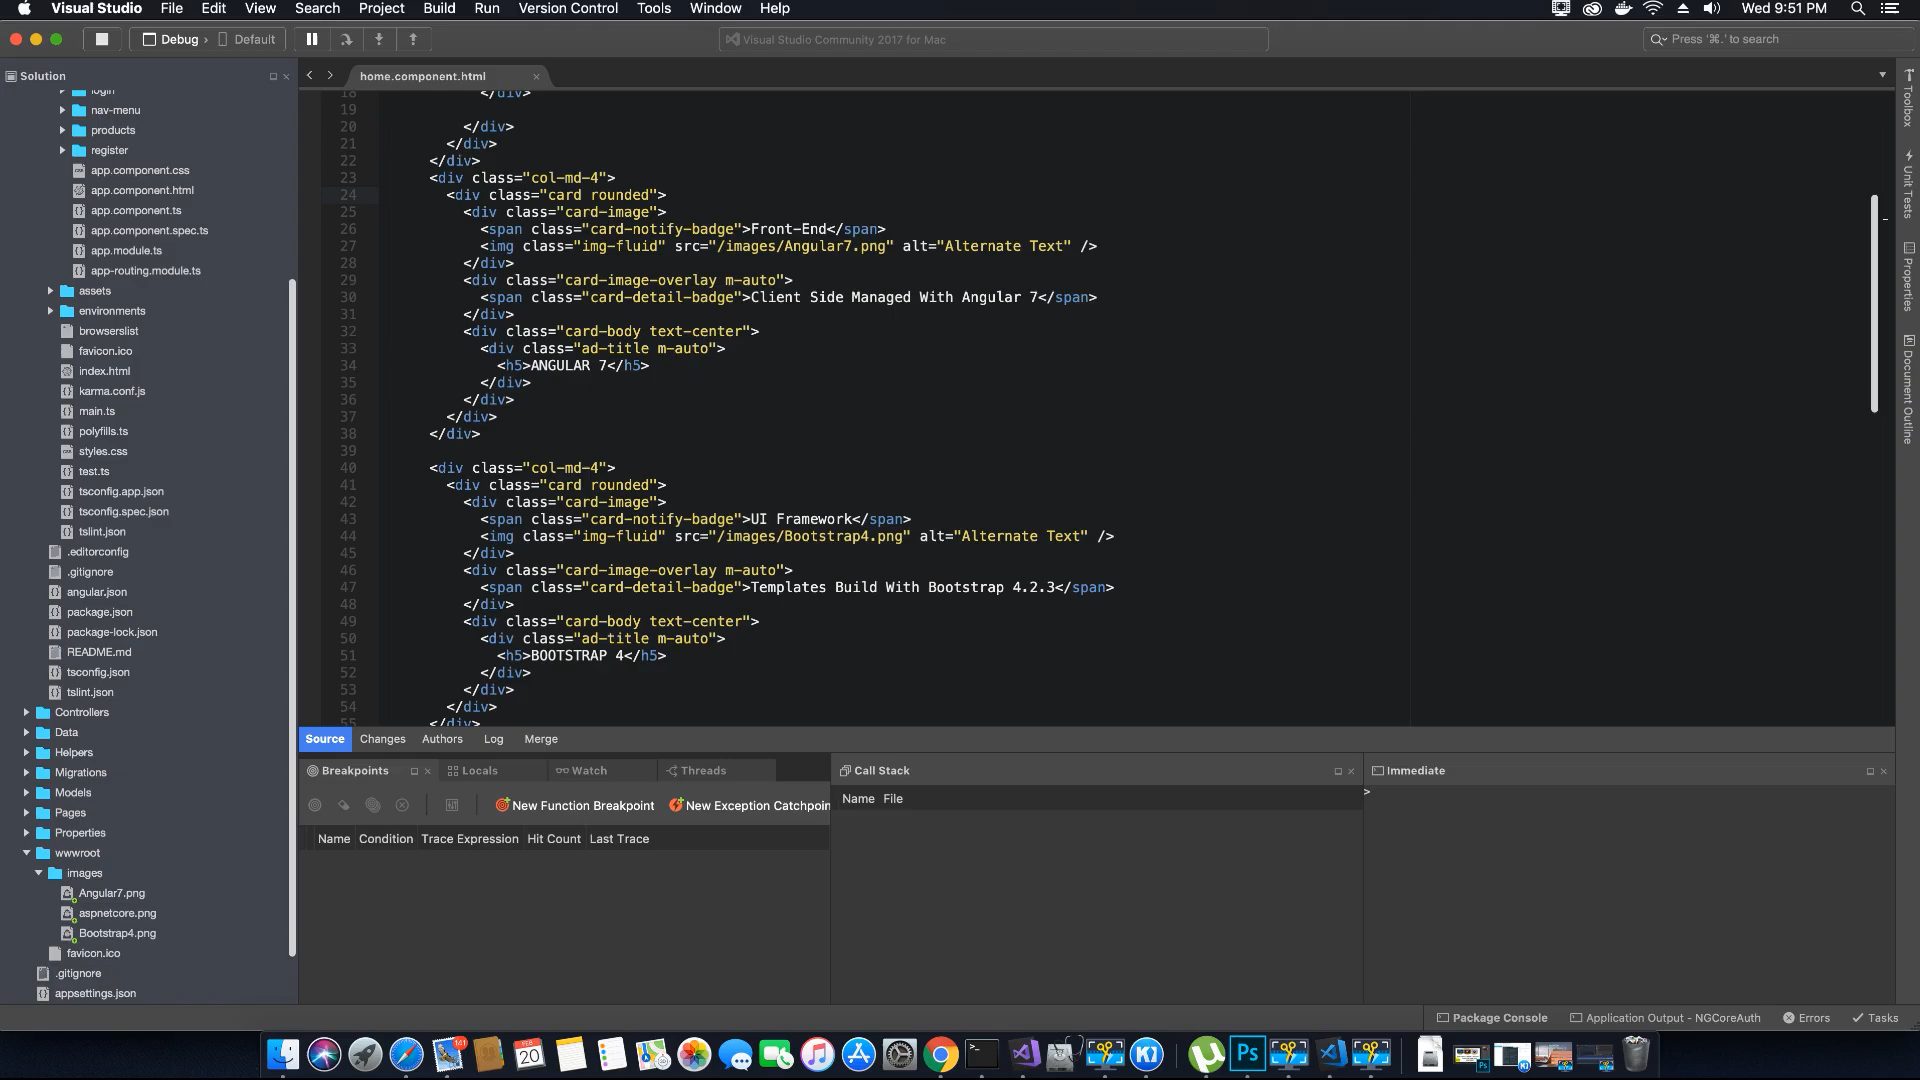 Visual Studio File Edit View Search Project Build Run Version Control Tools Window Help Wed 9:51 PM
Debug › Default Visual Studio Community 2017 for Mac Press '⌘.' to search
Solution
login
nav-menu
products
register
app.component.css
app.component.html
app.component.ts
app.component.spec.ts
app.module.ts
app-routing.module.ts
assets
environments
browserslist
favicon.ico
index.html
karma.conf.js
main.ts
polyfills.ts
styles.css
test.ts
tsconfig.app.json
tsconfig.spec.json
tslint.json
.editorconfig
.gitignore
angular.json
package.json
package-lock.json
README.md
tsconfig.json
tslint.json
Controllers
Data
Helpers
Migrations
Models
Pages
Properties
wwwroot
images
Angular7.png
aspnetcore.png
Bootstrap4.png
favicon.ico
.gitignore
appsettings.json
home.component.html
18 </div>
19
20 </div>
21 </div>
22 </div>
23 <div class="col-md-4">
24 <div class="card rounded">
25 <div class="card-image">
26 <span class="card-notify-badge">Front-End</span>
27 <img class="img-fluid" src="/images/Angular7.png" alt="Alternate Text" />
28 </div>
29 <div class="card-image-overlay m-auto">
30 <span class="card-detail-badge">Client Side Managed With Angular 7</span>
31 </div>
32 <div class="card-body text-center">
33 <div class="ad-title m-auto">
34 <h5>ANGULAR 7</h5>
35 </div>
36 </div>
37 </div>
38 </div>
39
40 <div class="col-md-4">
41 <div class="card rounded">
42 <div class="card-image">
43 <span class="card-notify-badge">UI Framework</span>
44 <img class="img-fluid" src="/images/Bootstrap4.png" alt="Alternate Text" />
45 </div>
46 <div class="card-image-overlay m-auto">
47 <span class="card-detail-badge">Templates Build With Bootstrap 4.2.3</span>
48 </div>
49 <div class="card-body text-center">
50 <div class="ad-title m-auto">
51 <h5>BOOTSTRAP 4</h5>
52 </div>
53 </div>
54 </div>
55 </div>
Toolbox
Unit Tests
Properties
Document Outline
Source Changes Authors Log Merge
Breakpoints Locals Watch Threads
New Function Breakpoint New Exception Catchpoin
Name Condition Trace Expression Hit Count Last Trace
Call Stack
Name File
Immediate
>
Package Console Application Output - NGCoreAuth Errors Tasks
FEB
20
Ps